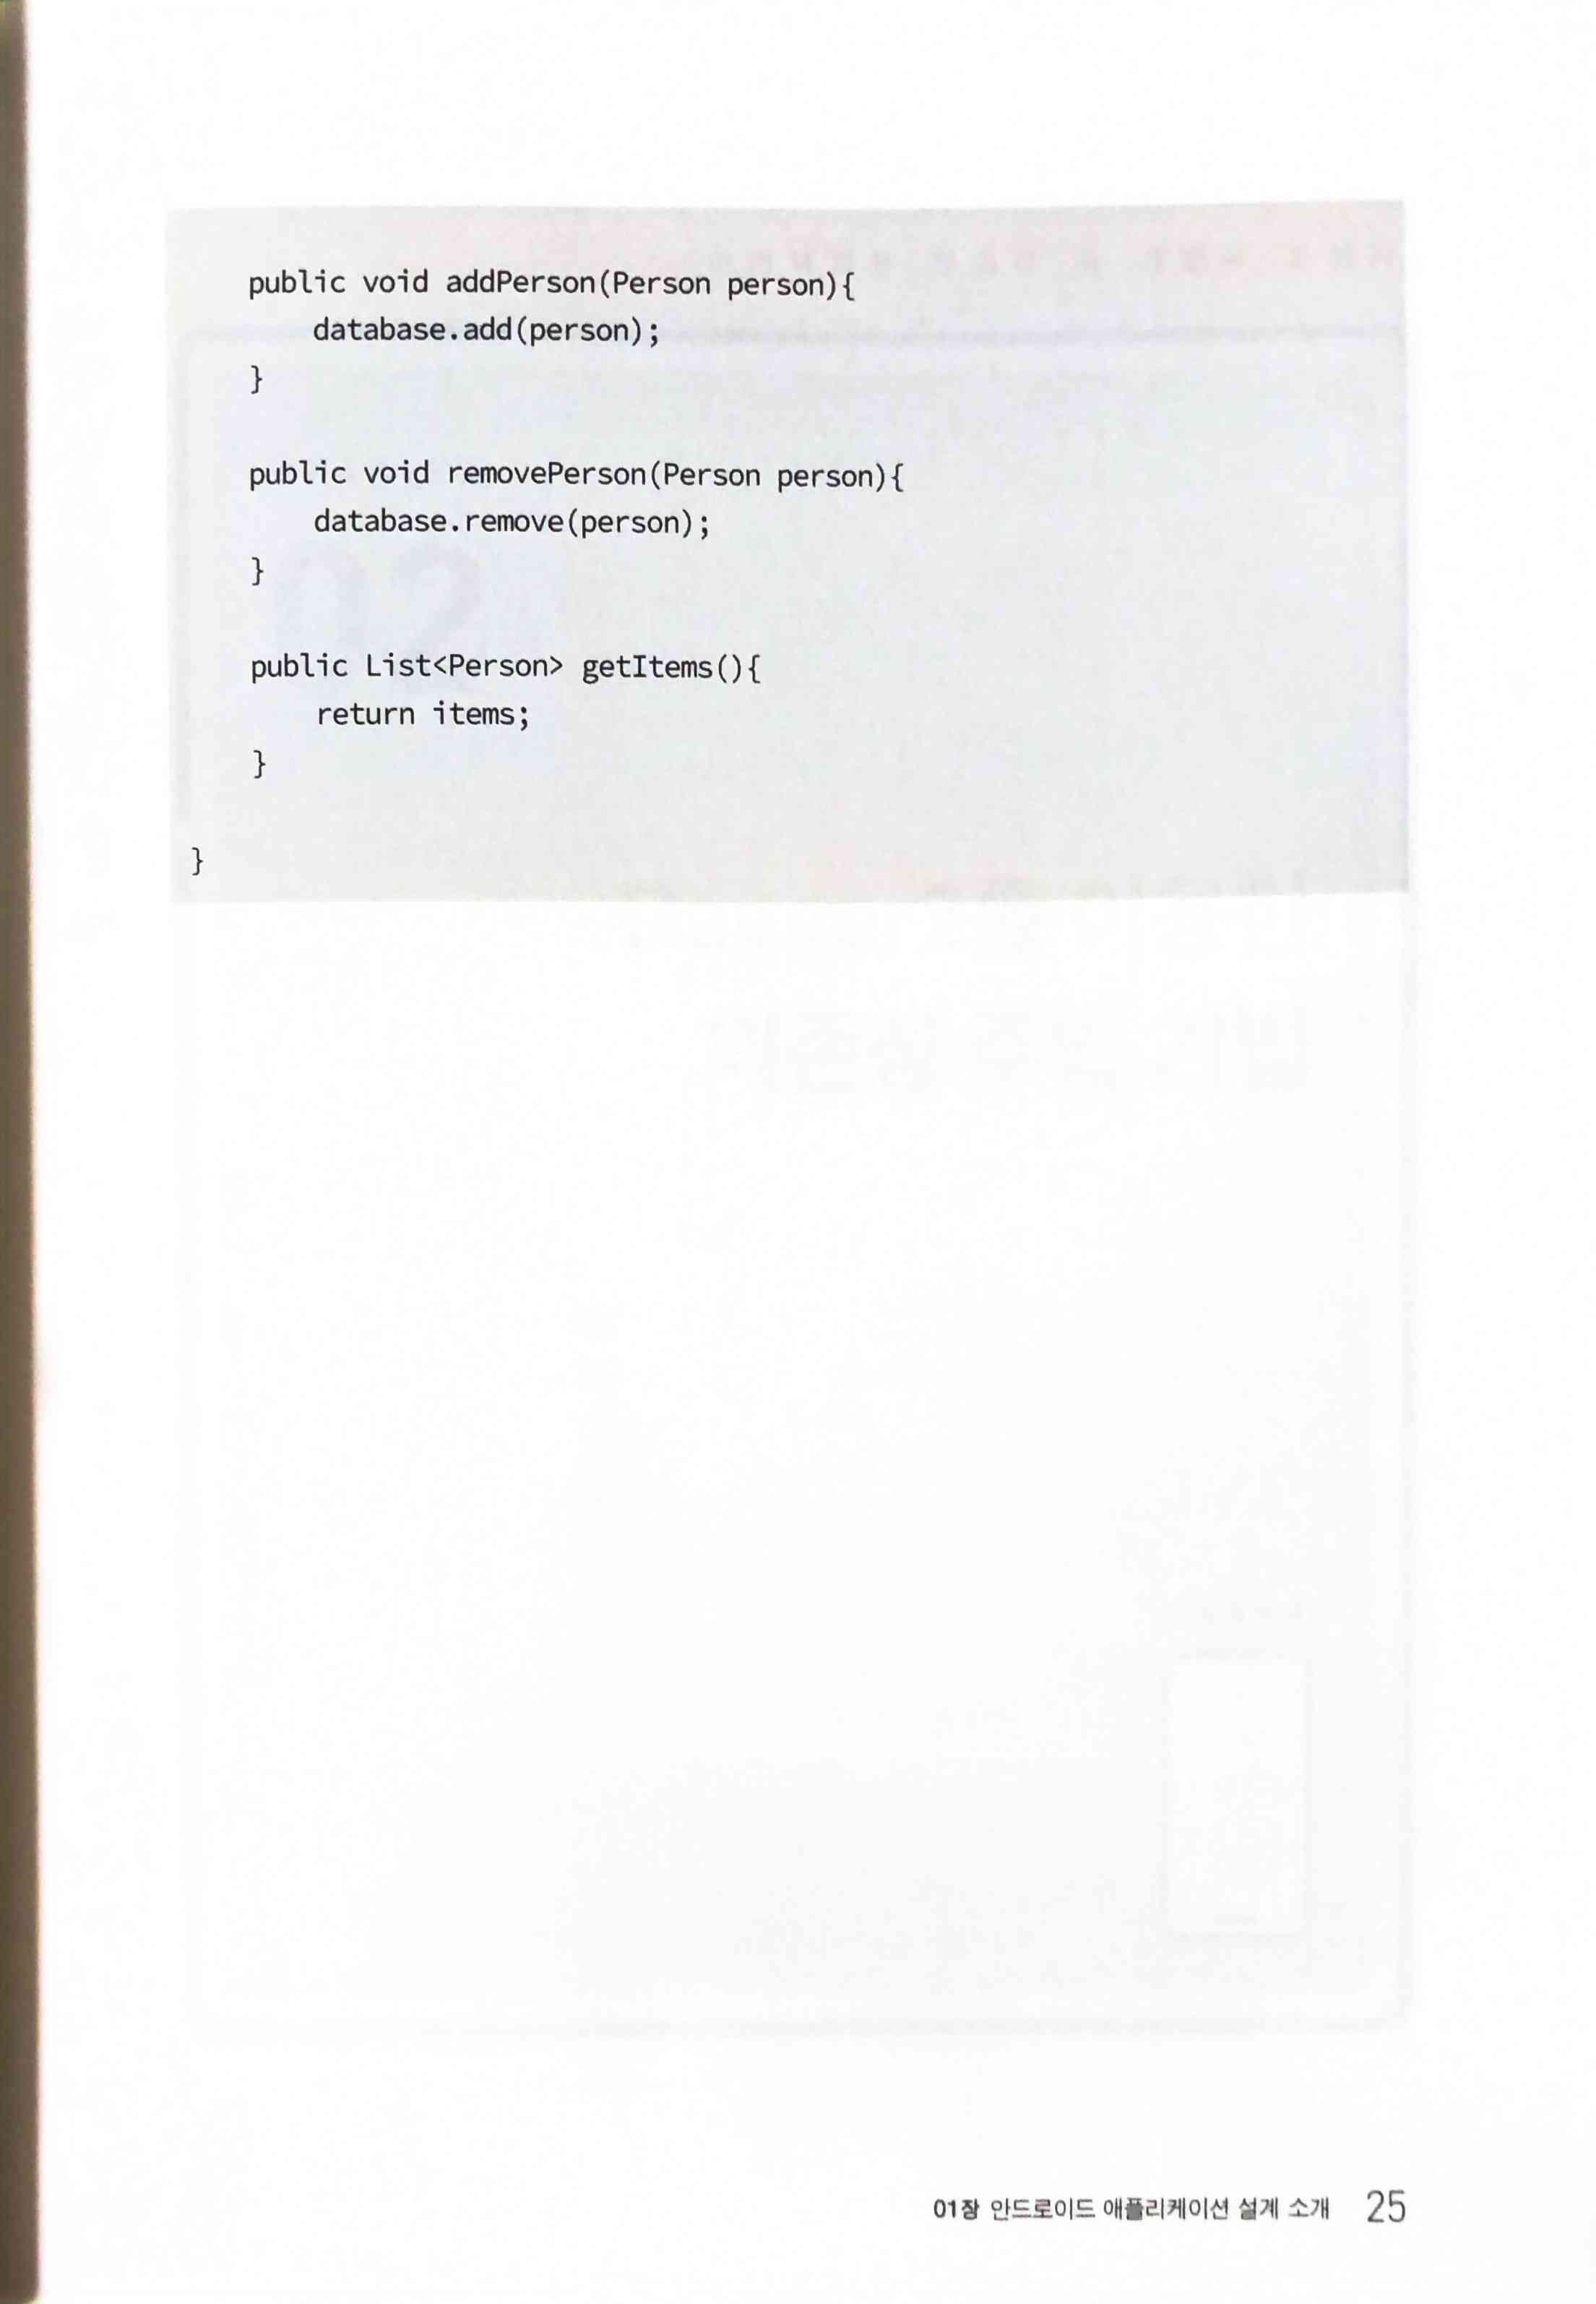 public void addPerson(Person person){
        database.add(person);
    }

    public void removePerson(Person person){
        database.remove(person);
    }

    public List<Person> getItems(){
        return items;
    }

}
01장 안드로이드 애플리케이션 설계 소개 25